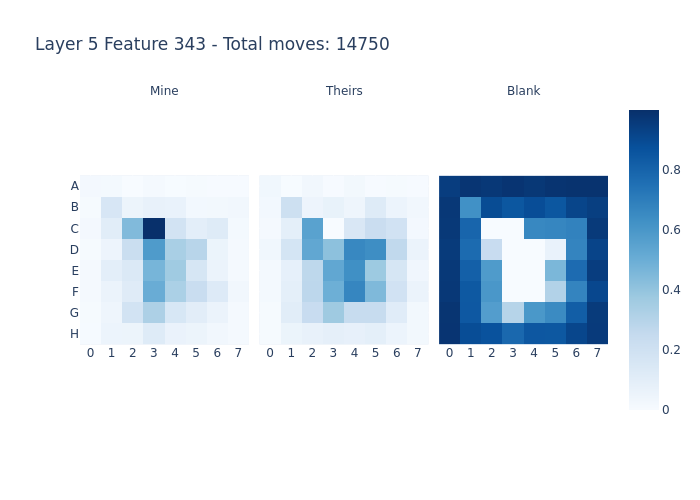 Layer 5 Feature 343 - Total moves: 14750
Mine Theirs Blank
A
B
C
D
E
F
G
H
0 1 2 3 4 5 6 7 0 1 2 3 4 5 6 7 0 1 2 3 4 5 6 7
0.8
0.6
0.4
0.2
0